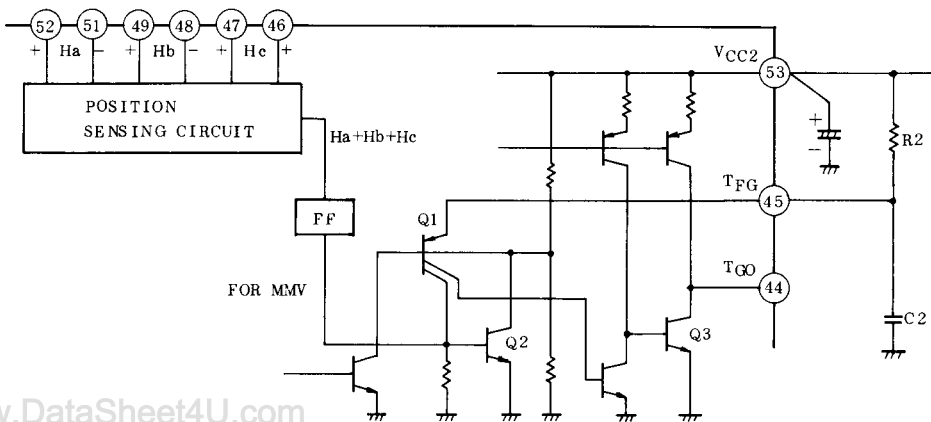 52 51 49 48 47 46
+ Ha − + Hb − + Hc +
VCC2
53
POSITION
SENSING CIRCUIT
Ha+Hb+Hc
+
−
R2
TFG
45
FF
Q1
TGO
44
FOR MMV
C2
Q2
Q3
w.DataSheet4U.com